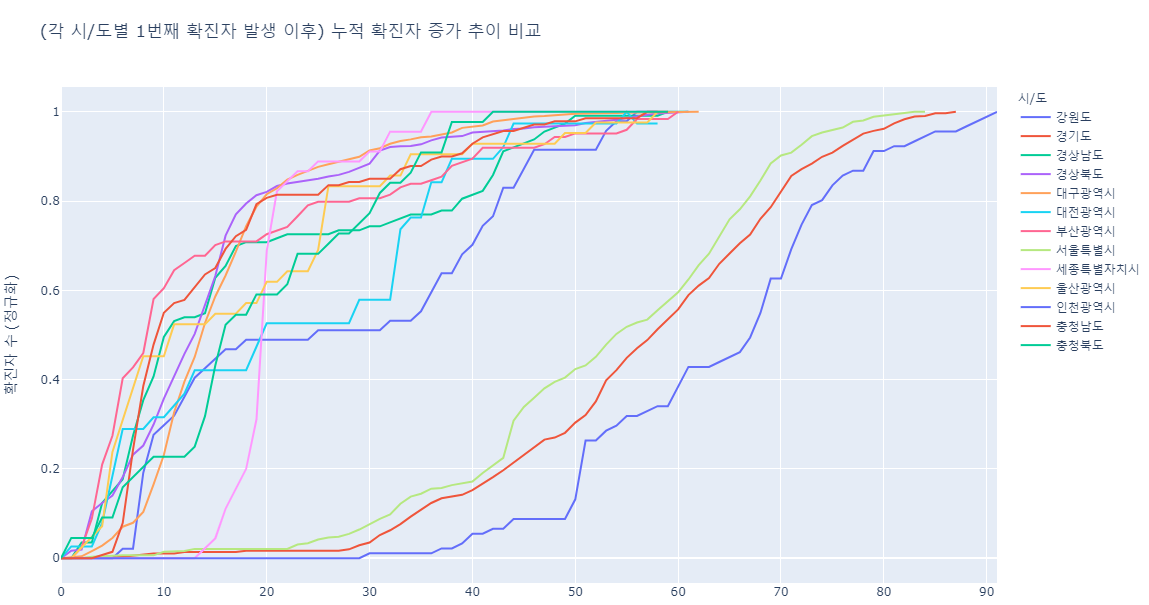 (각 시/도별 1번째 확진자 발생 이후) 누적 확진자 증가 추이 비교
시/도
강원도
경기도
경상남도
경상북도
대구광역시
대전광역시
부산광역시
서울특별시
세종특별자치시
울산광역시
인천광역시
충청남도
충청북도
확진자 수 (정규화)
1
0.8
0.6
0.4
0.2
0
0 10 20 30 40 50 60 70 80 90